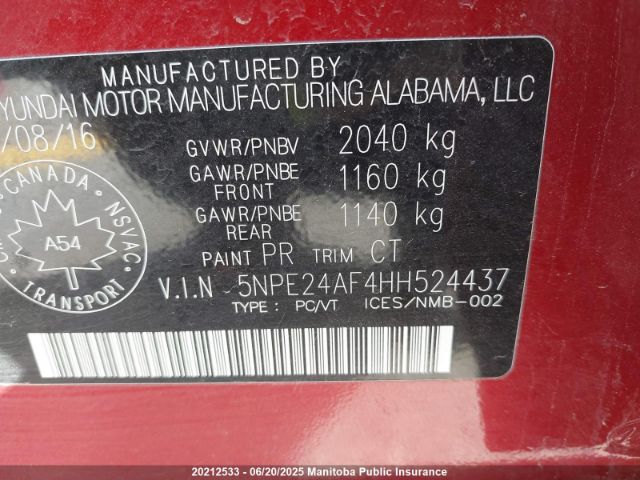 MANUFACTURED BY
YUNDAI MOTOR MANUFACTURING ALABAMA, LLC
/08/16
GVWR/PNBV 2040 kg
GAWR/PNBE FRONT 1160 kg
GAWR/PNBE REAR 1140 kg
PAINT PR TRIM CT
V.I.N 5NPE24AF4HH524437
TYPE : PC/VT ICES/NMB-002
CANADA
NSVAC
A54
TRANSPORT
20212533 — 06/20/2025 Manitoba Public Insurance